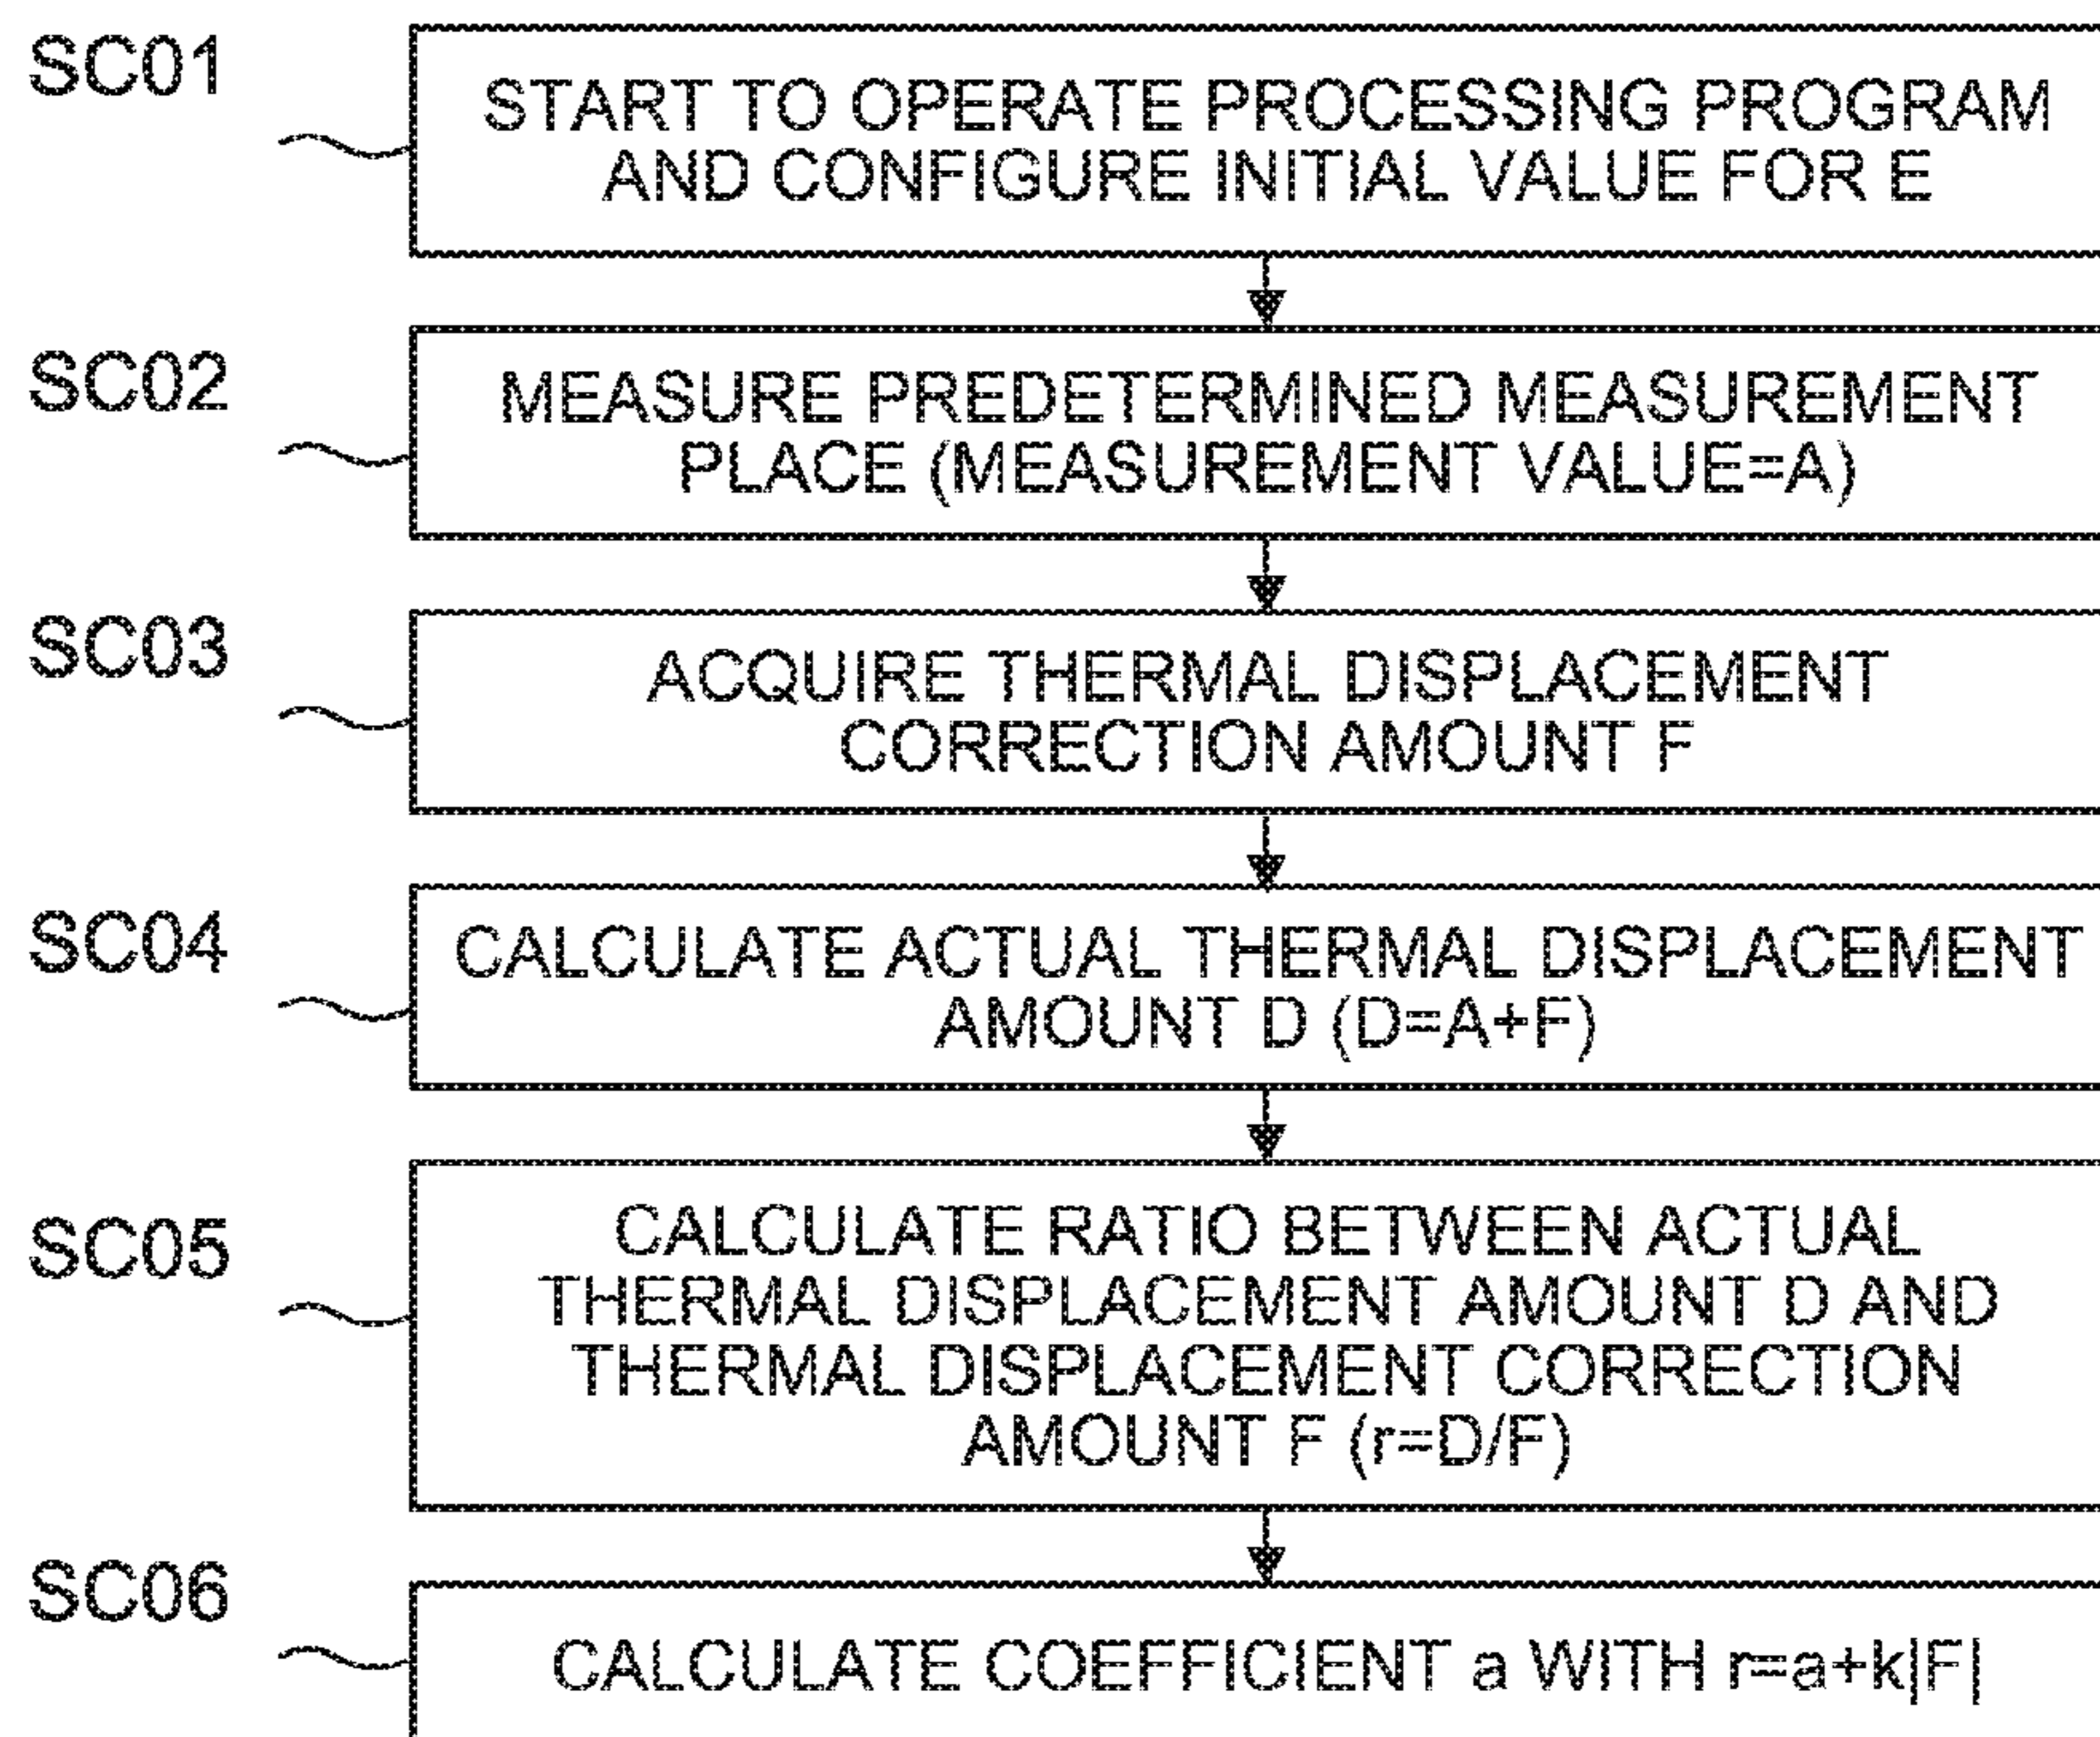 SC01
START TO OPERATE PROCESSING PROGRAM
AND CONFIGURE INITIAL VALUE FOR E
SC02
MEASURE PREDETERMINED MEASUREMENT
PLACE (MEASUREMENT VALUE=A)
SC03
ACQUIRE THERMAL DISPLACEMENT
CORRECTION AMOUNT F
SC04
CALCULATE ACTUAL THERMAL DISPLACEMENT
AMOUNT D (D=A+F)
SC05
CALCULATE RATIO BETWEEN ACTUAL
THERMAL DISPLACEMENT AMOUNT D AND
THERMAL DISPLACEMENT CORRECTION
AMOUNT F (r=D/F)
SC06
CALCULATE COEFFICIENT a WITH r=a+k|F|